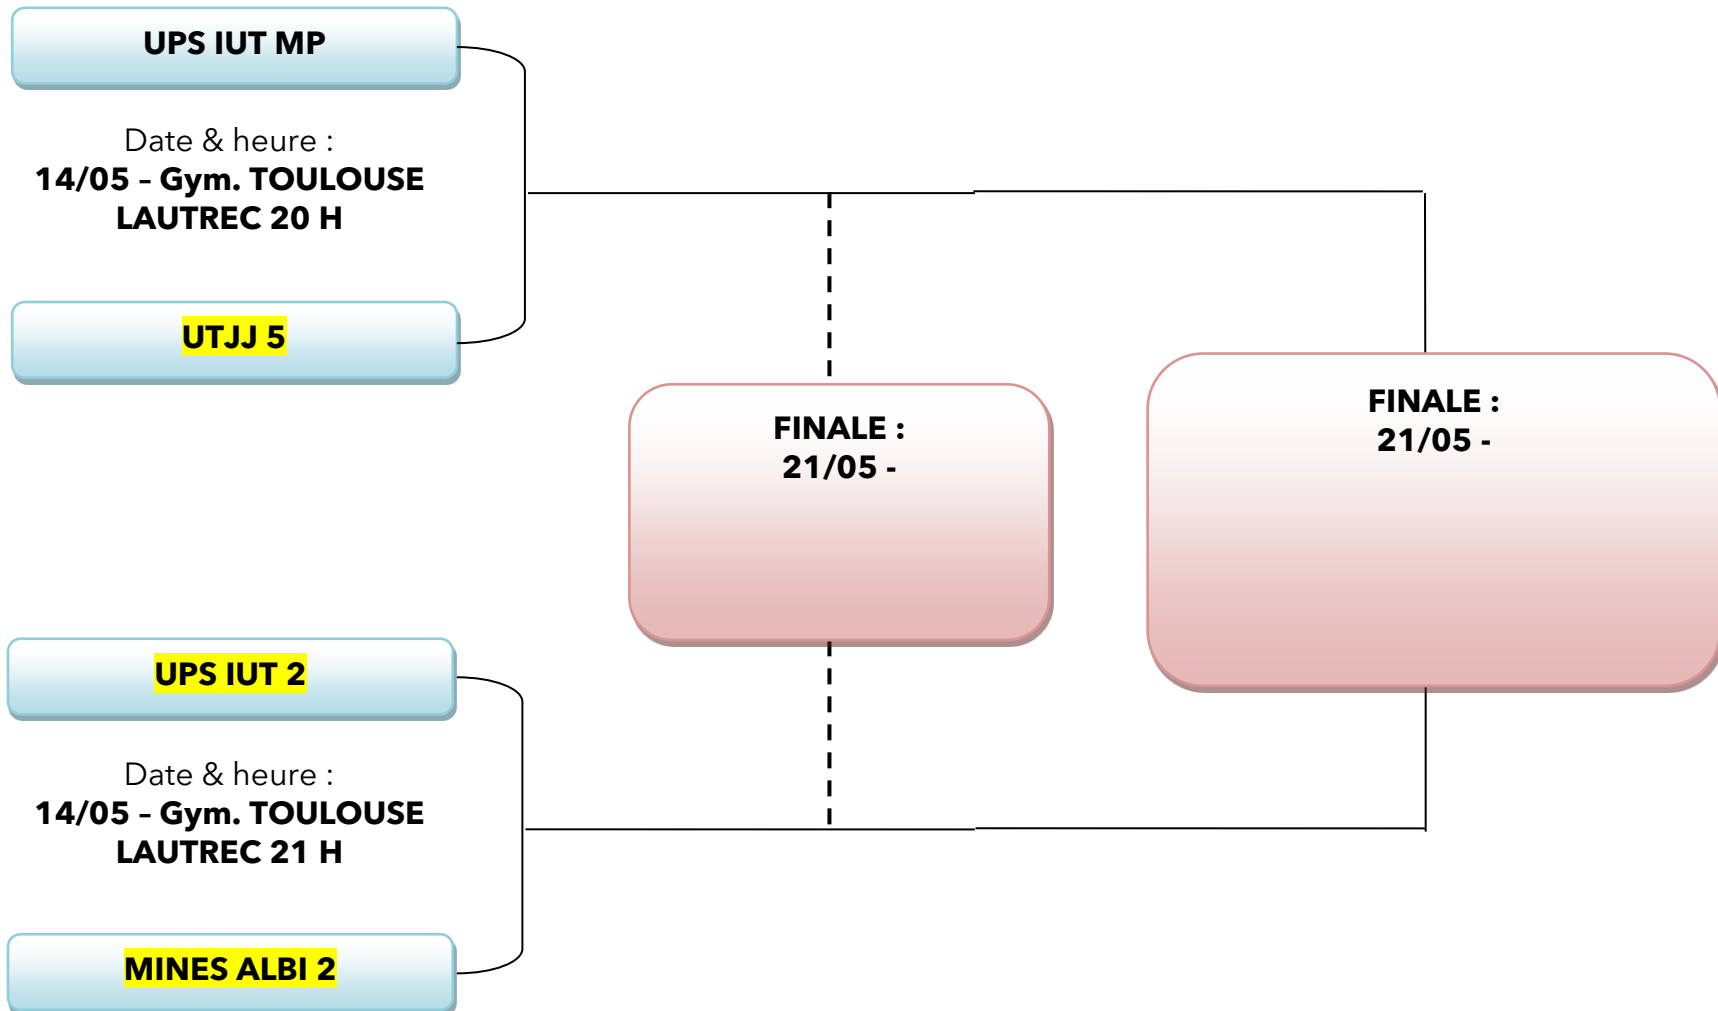 UPS IUT MP
Date & heure :
14/05 – Gym. TOULOUSE
LAUTREC 20 H
UTJJ 5
FINALE :
21/05 -
FINALE :
21/05 -
UPS IUT 2
Date & heure :
14/05 – Gym. TOULOUSE
LAUTREC 21 H
MINES ALBI 2